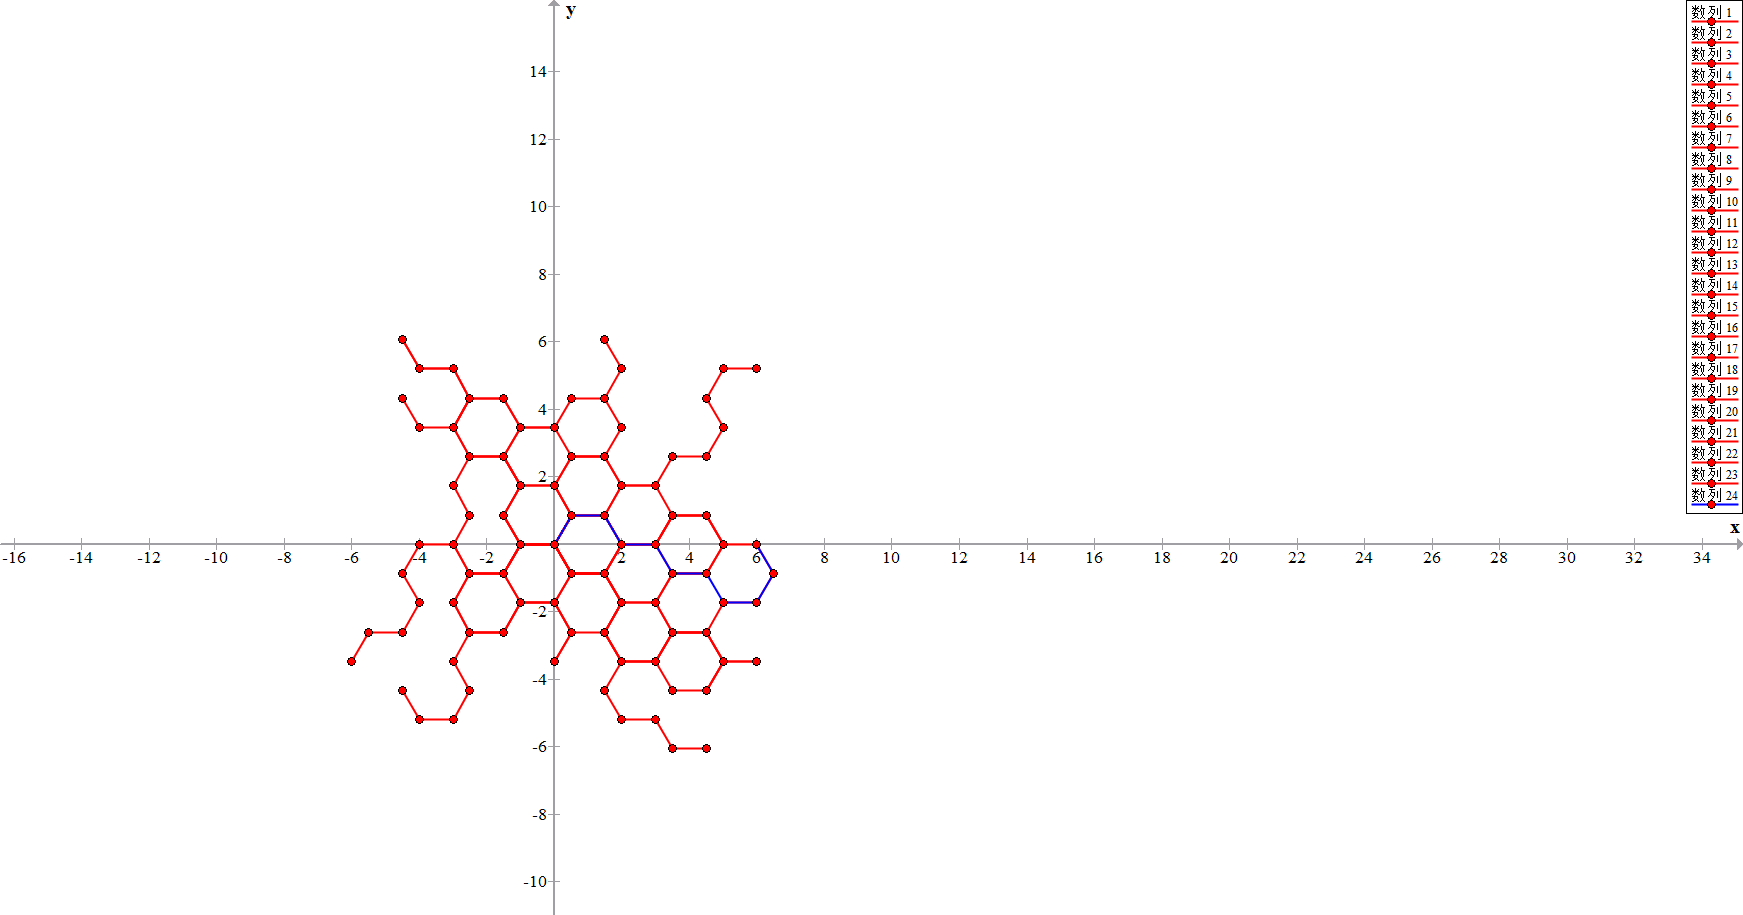 y
14
12
10
8
6
4
2
-16 -14 -12 -10 -8 -6 -4 -2 2 4 6 8 10 12 14 16 18 20 22 24 26 28 30 32 34
x
-2
-4
-6
-8
-10
数列 1
数列 2
数列 3
数列 4
数列 5
数列 6
数列 7
数列 8
数列 9
数列 10
数列 11
数列 12
数列 13
数列 14
数列 15
数列 16
数列 17
数列 18
数列 19
数列 20
数列 21
数列 22
数列 23
数列 24